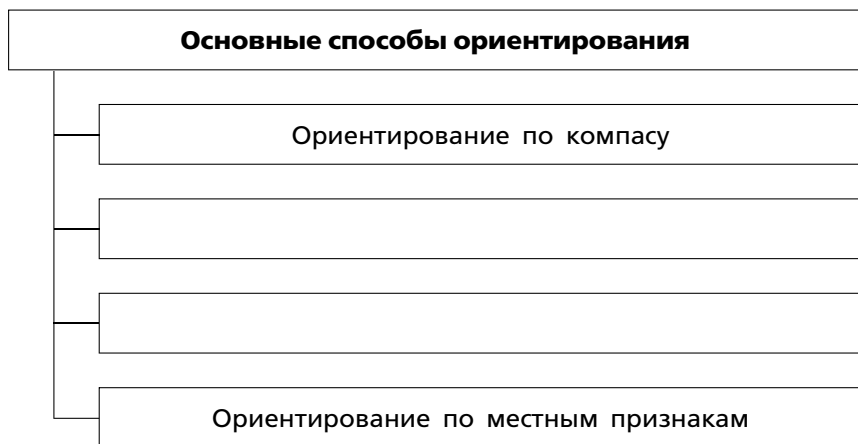 Основные способы ориентирования
Ориентирование по компасу
Ориентирование по местным признакам